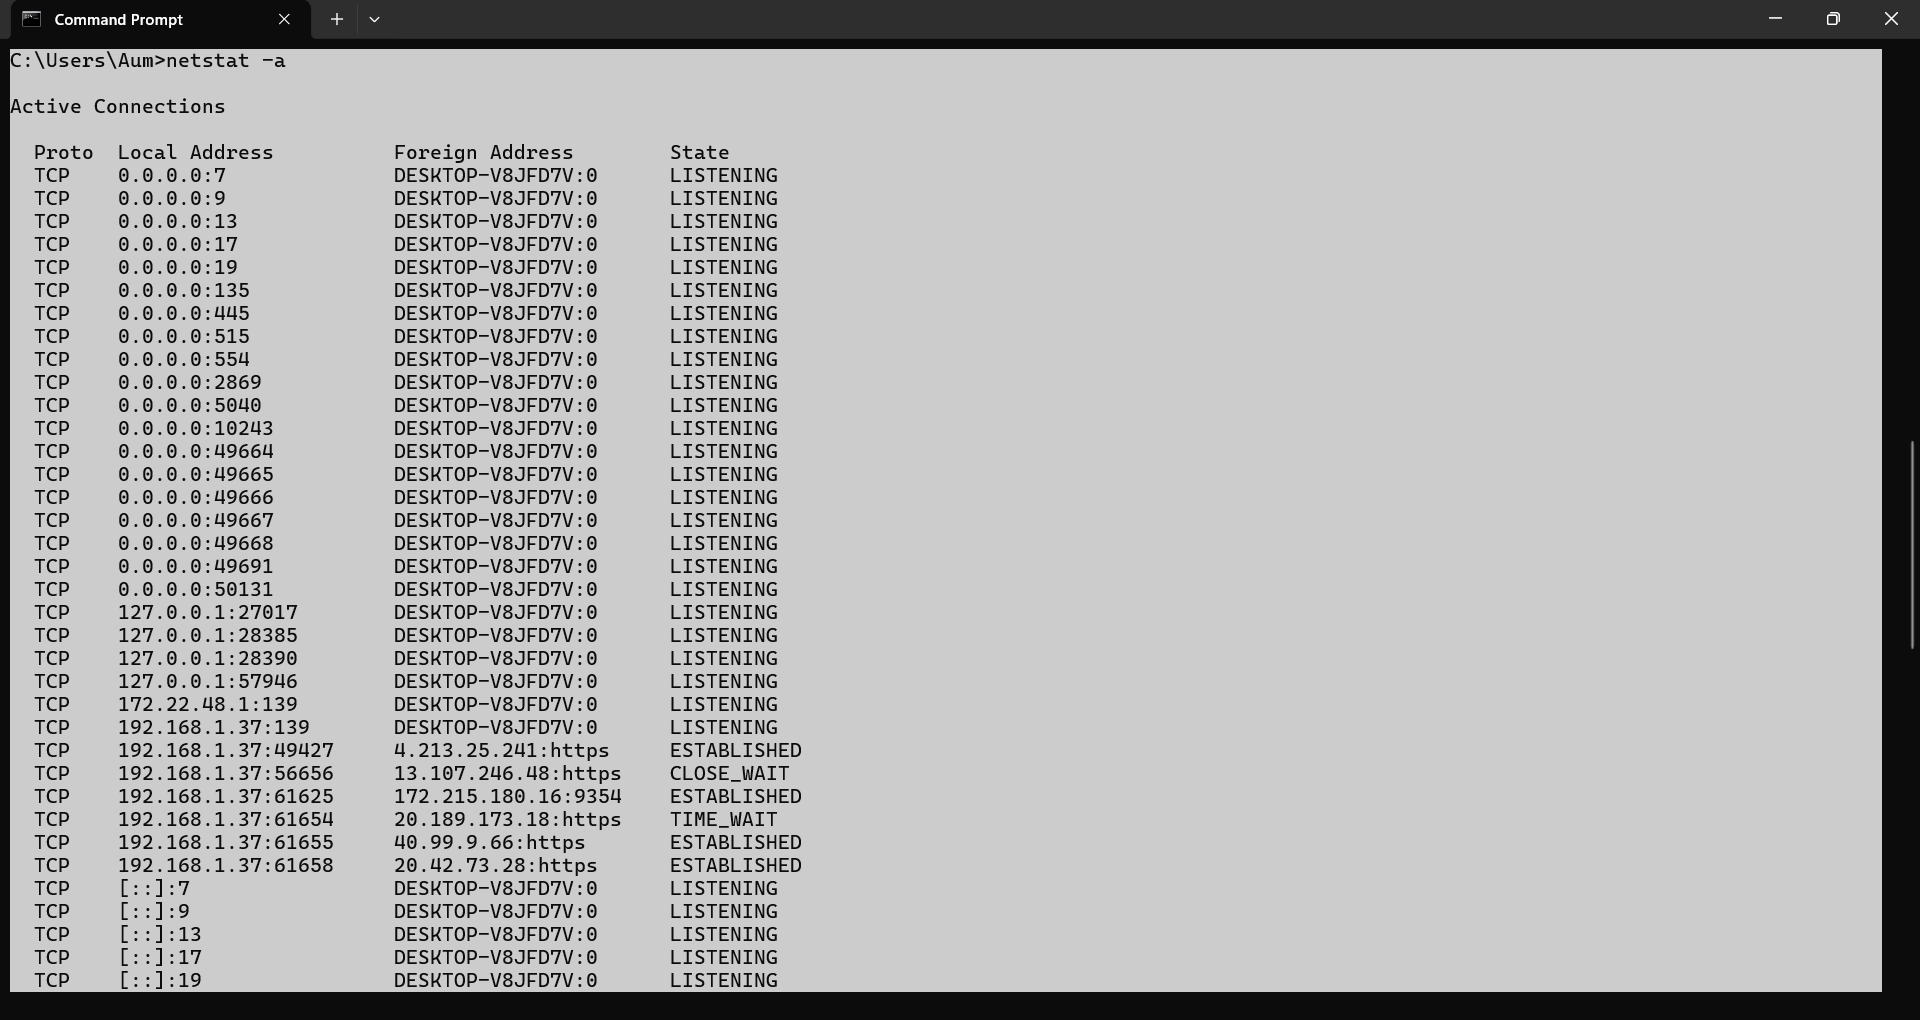 Command Prompt
C:\Users\Aum>netstat -a
Active Connections
Proto  Local Address          Foreign Address        State
TCP    0.0.0.0:7              DESKTOP-V8JFD7V:0      LISTENING
TCP    0.0.0.0:9              DESKTOP-V8JFD7V:0      LISTENING
TCP    0.0.0.0:13             DESKTOP-V8JFD7V:0      LISTENING
TCP    0.0.0.0:17             DESKTOP-V8JFD7V:0      LISTENING
TCP    0.0.0.0:19             DESKTOP-V8JFD7V:0      LISTENING
TCP    0.0.0.0:135            DESKTOP-V8JFD7V:0      LISTENING
TCP    0.0.0.0:445            DESKTOP-V8JFD7V:0      LISTENING
TCP    0.0.0.0:515            DESKTOP-V8JFD7V:0      LISTENING
TCP    0.0.0.0:554            DESKTOP-V8JFD7V:0      LISTENING
TCP    0.0.0.0:2869           DESKTOP-V8JFD7V:0      LISTENING
TCP    0.0.0.0:5040           DESKTOP-V8JFD7V:0      LISTENING
TCP    0.0.0.0:10243          DESKTOP-V8JFD7V:0      LISTENING
TCP    0.0.0.0:49664          DESKTOP-V8JFD7V:0      LISTENING
TCP    0.0.0.0:49665          DESKTOP-V8JFD7V:0      LISTENING
TCP    0.0.0.0:49666          DESKTOP-V8JFD7V:0      LISTENING
TCP    0.0.0.0:49667          DESKTOP-V8JFD7V:0      LISTENING
TCP    0.0.0.0:49668          DESKTOP-V8JFD7V:0      LISTENING
TCP    0.0.0.0:49691          DESKTOP-V8JFD7V:0      LISTENING
TCP    0.0.0.0:50131          DESKTOP-V8JFD7V:0      LISTENING
TCP    127.0.0.1:27017        DESKTOP-V8JFD7V:0      LISTENING
TCP    127.0.0.1:28385        DESKTOP-V8JFD7V:0      LISTENING
TCP    127.0.0.1:28390        DESKTOP-V8JFD7V:0      LISTENING
TCP    127.0.0.1:57946        DESKTOP-V8JFD7V:0      LISTENING
TCP    172.22.48.1:139        DESKTOP-V8JFD7V:0      LISTENING
TCP    192.168.1.37:139       DESKTOP-V8JFD7V:0      LISTENING
TCP    192.168.1.37:49427     4.213.25.241:https     ESTABLISHED
TCP    192.168.1.37:56656     13.107.246.48:https    CLOSE_WAIT
TCP    192.168.1.37:61625     172.215.180.16:9354    ESTABLISHED
TCP    192.168.1.37:61654     20.189.173.18:https    TIME_WAIT
TCP    192.168.1.37:61655     40.99.9.66:https       ESTABLISHED
TCP    192.168.1.37:61658     20.42.73.28:https      ESTABLISHED
TCP    [::]:7                 DESKTOP-V8JFD7V:0      LISTENING
TCP    [::]:9                 DESKTOP-V8JFD7V:0      LISTENING
TCP    [::]:13                DESKTOP-V8JFD7V:0      LISTENING
TCP    [::]:17                DESKTOP-V8JFD7V:0      LISTENING
TCP    [::]:19                DESKTOP-V8JFD7V:0      LISTENING